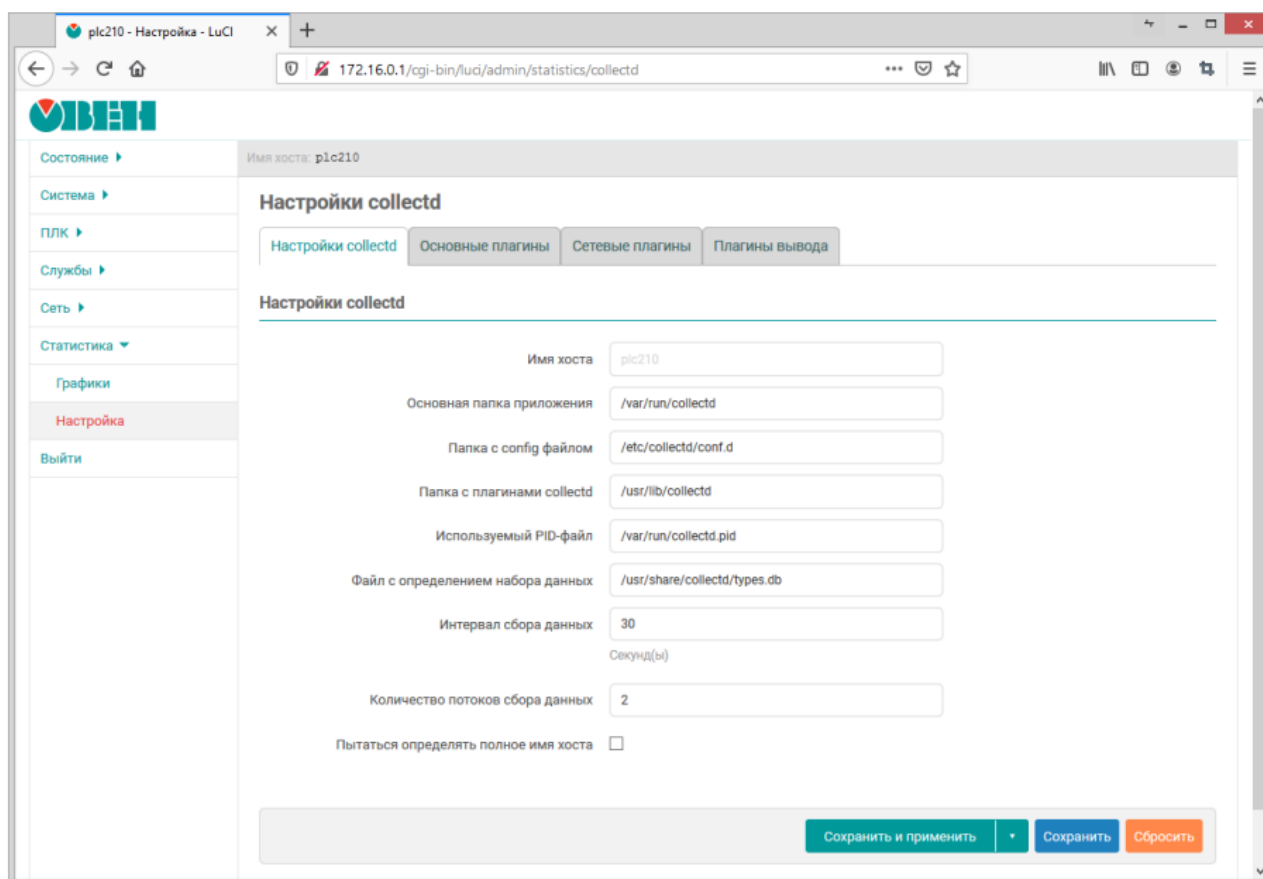 plc210 - Настройка - LuCI
172.16.0.1/cgi-bin/luci/admin/statistics/collectd
ОВЕН
Состояние
Система
ПЛК
Службы
Сеть
Статистика
Графики
Настройка
Выйти
Имя хоста: plc210
Настройки collectd
Настройки collectd Основные плагины Сетевые плагины Плагины вывода
Настройки collectd
Имя хоста plc210
Основная папка приложения /var/run/collectd
Папка с config файлом /etc/collectd/conf.d
Папка с плагинами collectd /usr/lib/collectd
Используемый PID-файл /var/run/collectd.pid
Файл с определением набора данных /usr/share/collectd/types.db
Интервал сбора данных 30
Секунд(ы)
Количество потоков сбора данных 2
Пытаться определять полное имя хоста
Сохранить и применить Сохранить Сбросить